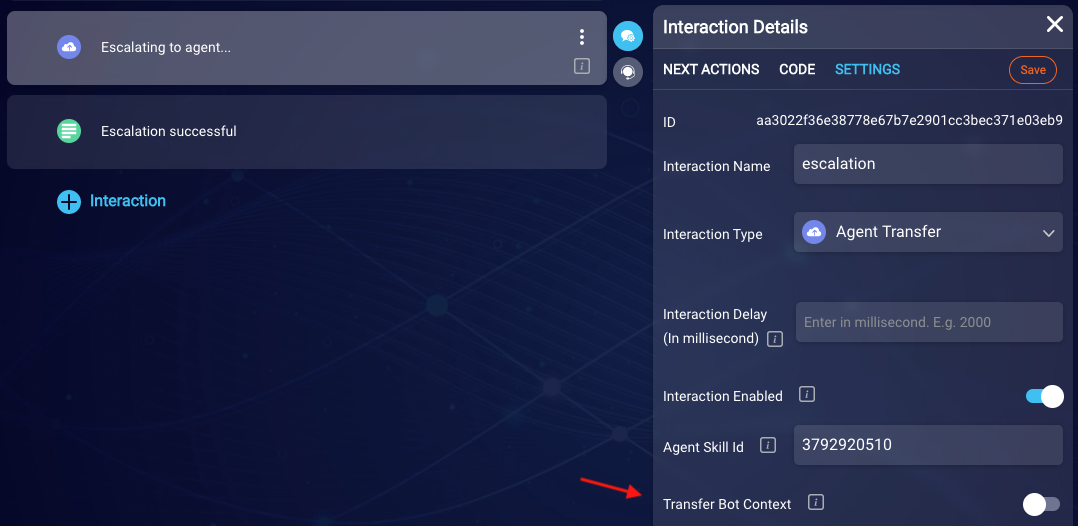 Escalating to agent...
Escalation successful
Interaction
Interaction Details
NEXT ACTIONS CODE SETTINGS Save
ID aa3022f36e38778e67b7e2901cc3bec371e03eb9
Interaction Name escalation
Interaction Type Agent Transfer
Interaction Delay
(In millisecond) i Enter in millisecond. E.g. 2000
Interaction Enabled i
Agent Skill Id i 3792920510
Transfer Bot Context i